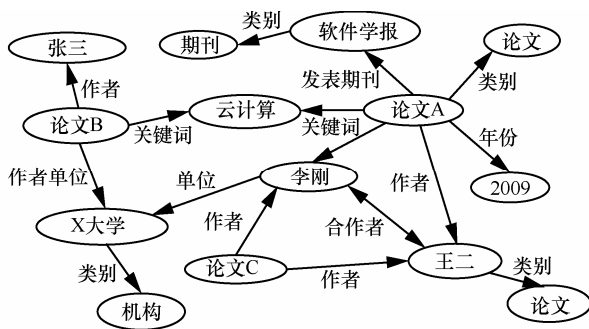 类别
张三
期刊
软件学报
论文
作者
发表期刊
类别
论文B
云计算
论文A
关键词
关键词
年份
作者单位
单位
李刚
作者
2009
X大学
作者
合作者
类别
论文C
作者
王二
类别
机构
论文